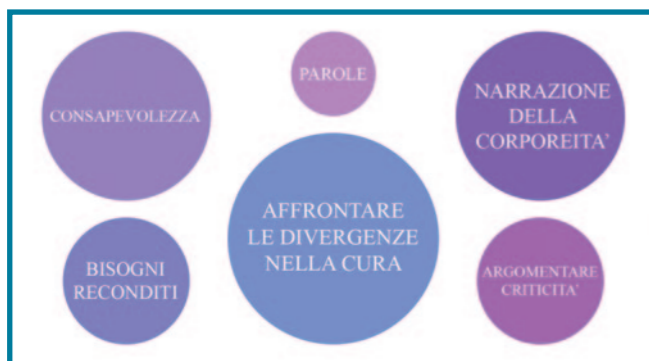 CONSAPEVOLEZZA
PAROLE
NARRAZIONE
DELLA
CORPOREITA'
AFFRONTARE
LE DIVERGENZE
NELLA CURA
BISOGNI
RECONDITI
ARGOMENTARE
CRITICITA'